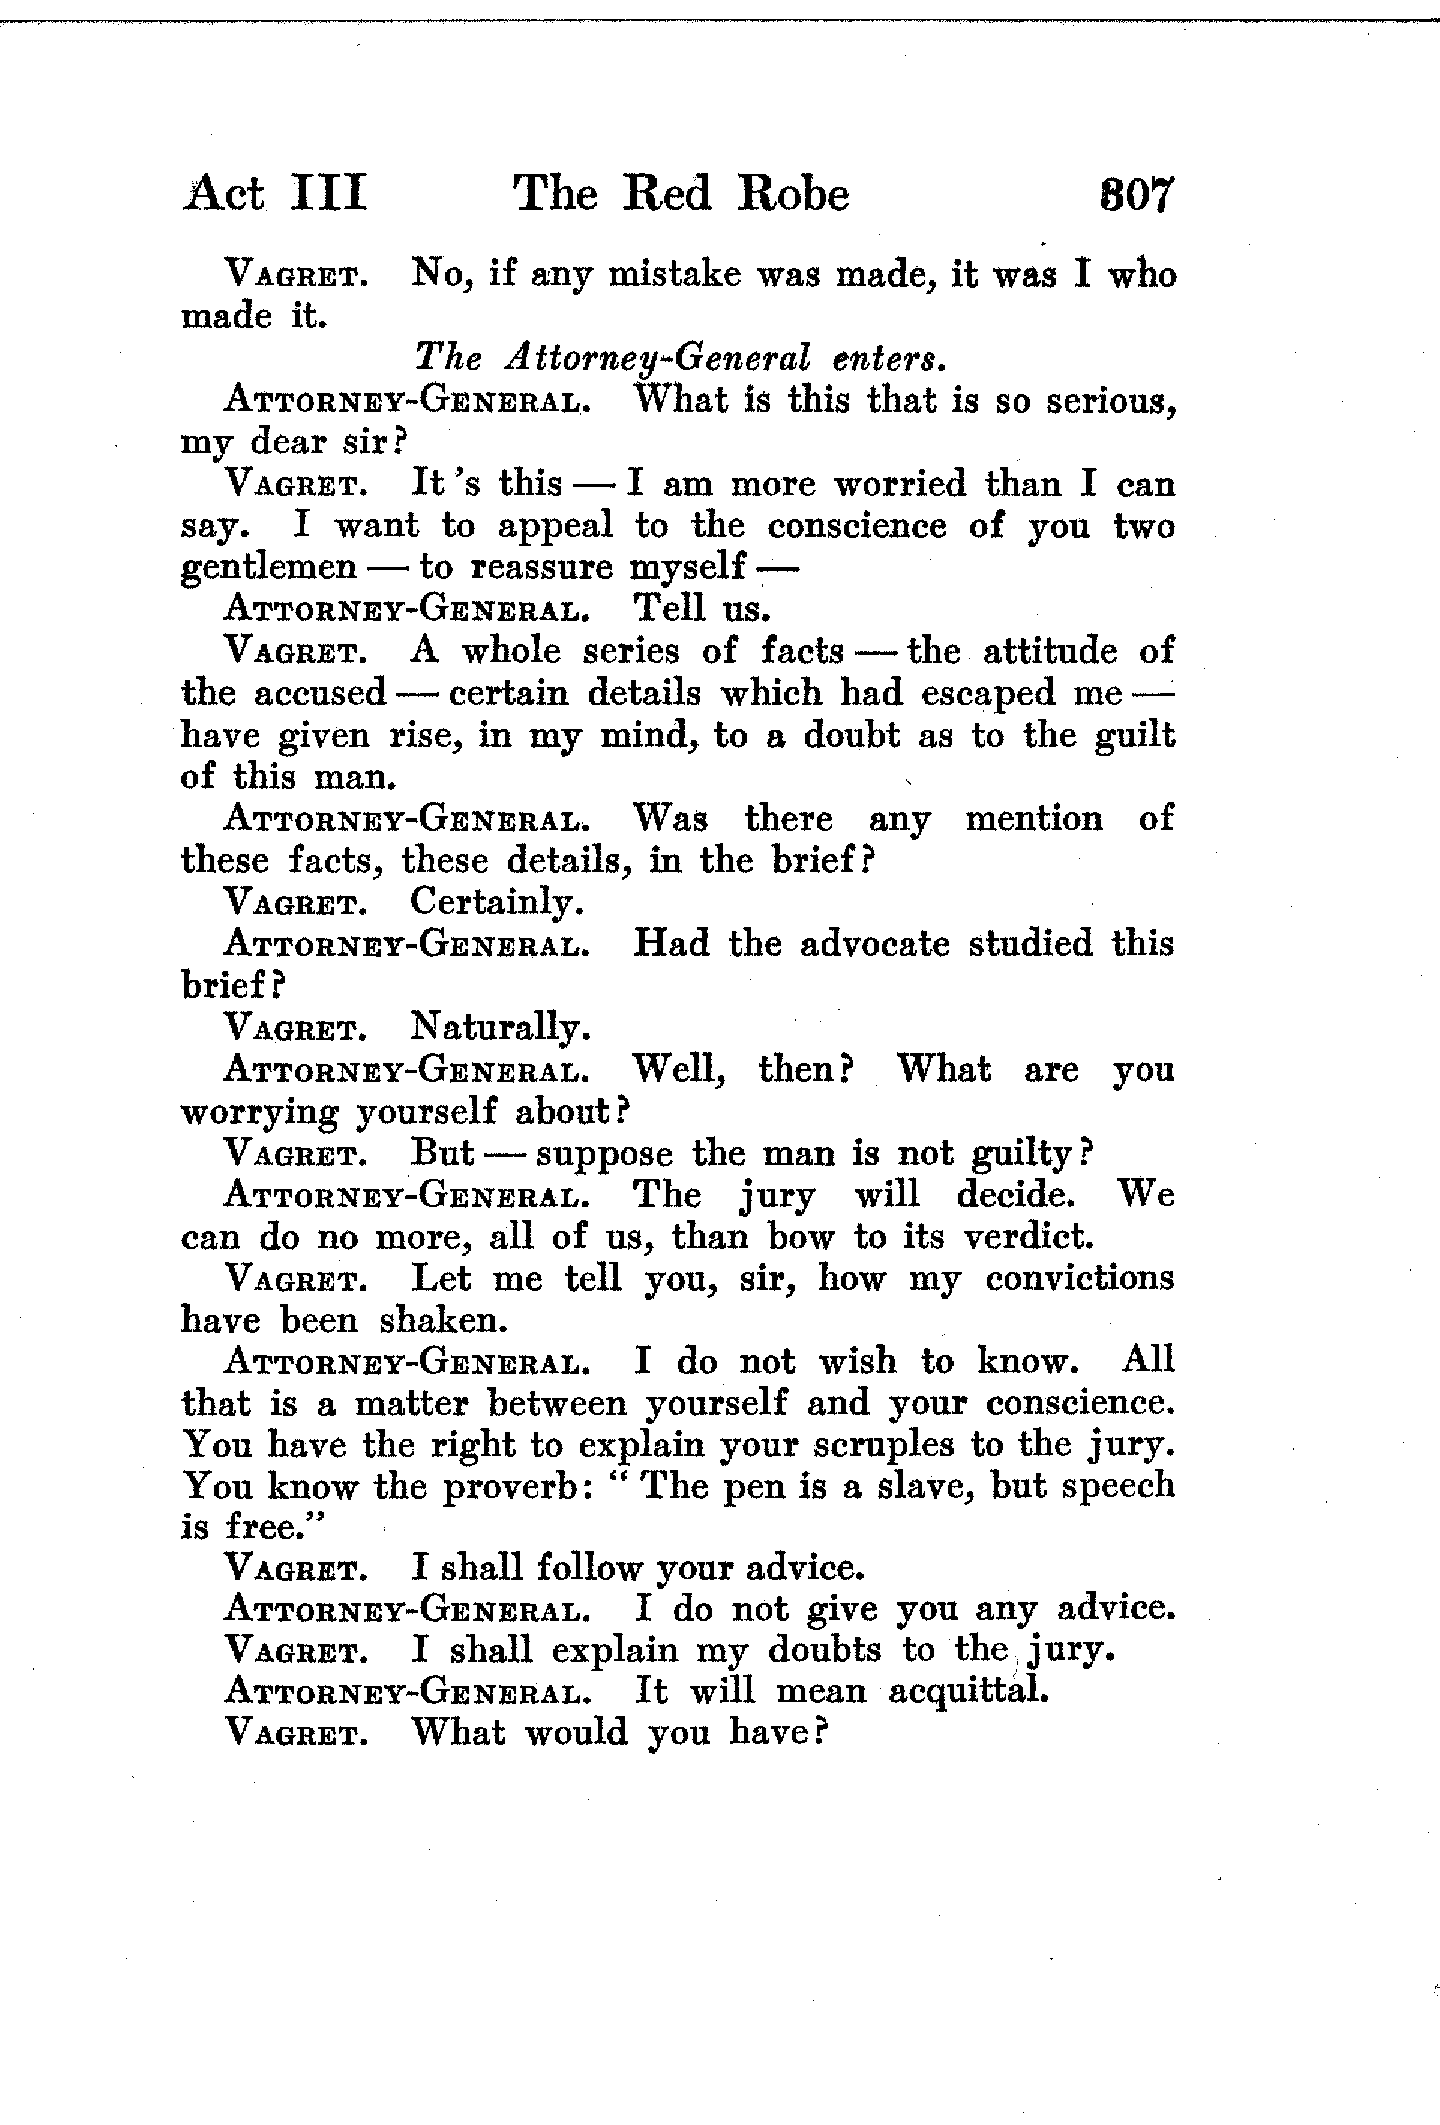 Act III The Red Robe 307
VAGRET. No, if any mistake was made, it was I who
made it.
The Attorney-General enters.
ATTORNEY-GENERAL. What is this that is so serious,
my dear sir?
VAGRET. It's this — I am more worried than I can
say. I want to appeal to the conscience of you two
gentlemen — to reassure myself —
ATTORNEY-GENERAL. Tell us.
VAGRET. A whole series of facts — the attitude of
the accused — certain details which had escaped me —
have given rise, in my mind, to a doubt as to the guilt
of this man.
ATTORNEY-GENERAL. Was there any mention of
these facts, these details, in the brief?
VAGRET. Certainly.
ATTORNEY-GENERAL. Had the advocate studied this
brief?
VAGRET. Naturally.
ATTORNEY-GENERAL. Well, then? What are you
worrying yourself about?
VAGRET. But — suppose the man is not guilty?
ATTORNEY-GENERAL. The jury will decide. We
can do no more, all of us, than bow to its verdict.
VAGRET. Let me tell you, sir, how my convictions
have been shaken.
ATTORNEY-GENERAL. I do not wish to know. All
that is a matter between yourself and your conscience.
You have the right to explain your scruples to the jury.
You know the proverb: "The pen is a slave, but speech
is free."
VAGRET. I shall follow your advice.
ATTORNEY-GENERAL. I do not give you any advice.
VAGRET. I shall explain my doubts to the jury.
ATTORNEY-GENERAL. It will mean acquittal.
VAGRET. What would you have?